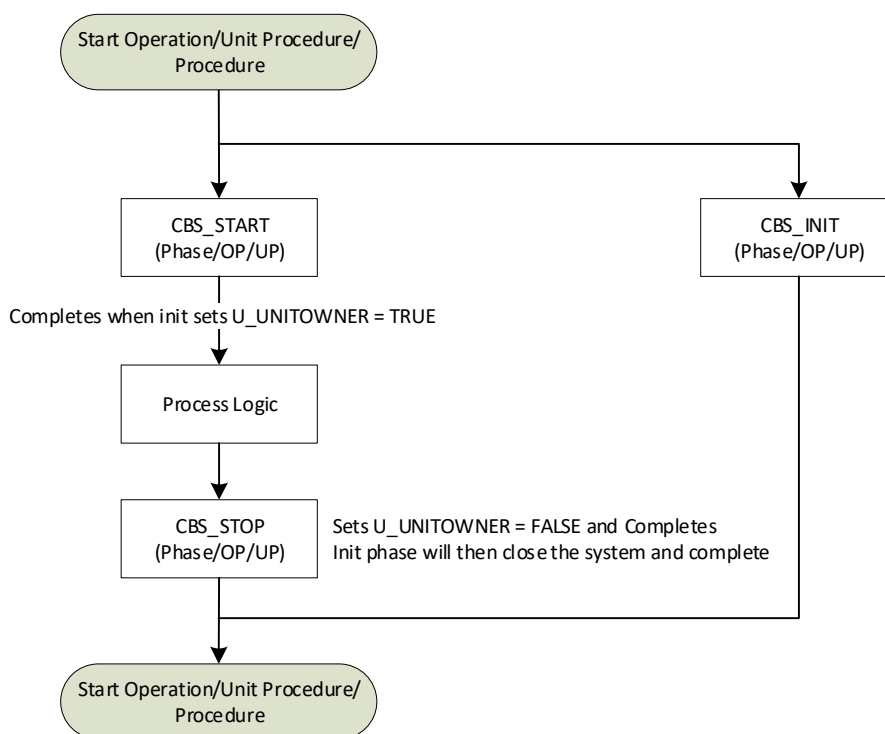 Start Operation/Unit Procedure/
Procedure
CBS_START
(Phase/OP/UP)
CBS_INIT
(Phase/OP/UP)
Completes when init sets U_UNITOWNER = TRUE
Process Logic
CBS_STOP
(Phase/OP/UP)
Sets U_UNITOWNER = FALSE and Completes
Init phase will then close the system and complete
Start Operation/Unit Procedure/
Procedure